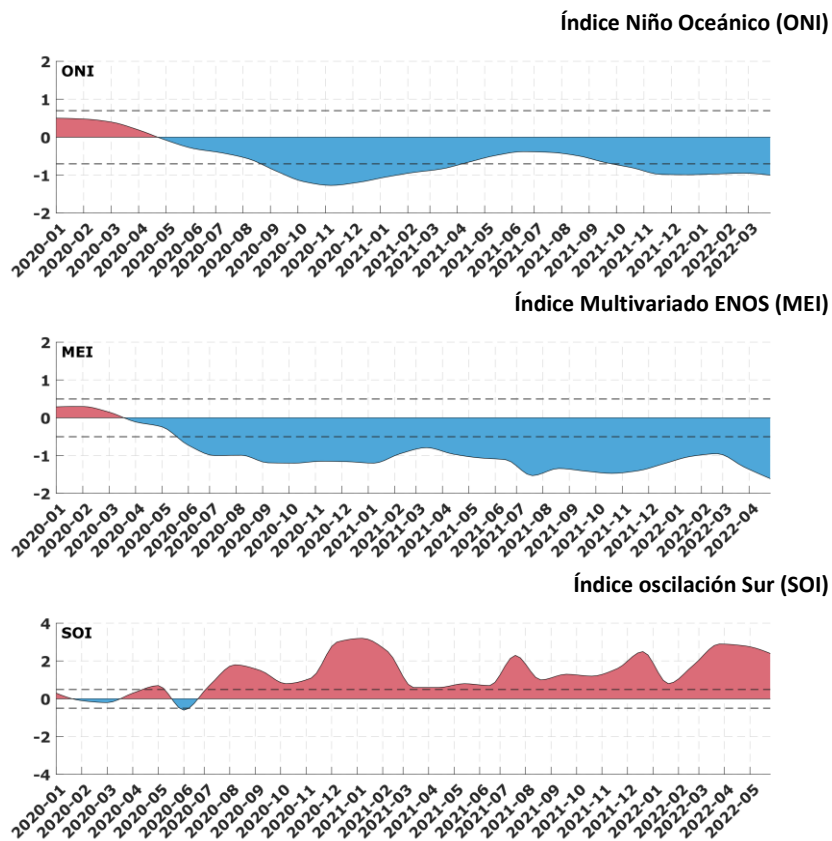 Índice Niño Oceánico (ONI)
ONI
2
1
0
-1
-2
2020-01 2020-02 2020-03 2020-04 2020-05 2020-06 2020-07 2020-08 2020-09 2020-10 2020-11 2020-12 2021-01 2021-02 2021-03 2021-04 2021-05 2021-06 2021-07 2021-08 2021-09 2021-10 2021-11 2021-12 2022-01 2022-02 2022-03
Índice Multivariado ENOS (MEI)
MEI
2
1
0
-1
-2
2020-01 2020-02 2020-03 2020-04 2020-05 2020-06 2020-07 2020-08 2020-09 2020-10 2020-11 2020-12 2021-01 2021-02 2021-03 2021-04 2021-05 2021-06 2021-07 2021-08 2021-09 2021-10 2021-11 2021-12 2022-01 2022-02 2022-03 2022-04
Índice oscilación Sur (SOI)
SOI
4
2
0
-2
-4
2020-01 2020-02 2020-03 2020-04 2020-05 2020-06 2020-07 2020-08 2020-09 2020-10 2020-11 2020-12 2021-01 2021-02 2021-03 2021-04 2021-05 2021-06 2021-07 2021-08 2021-09 2021-10 2021-11 2021-12 2022-01 2022-02 2022-03 2022-04 2022-05